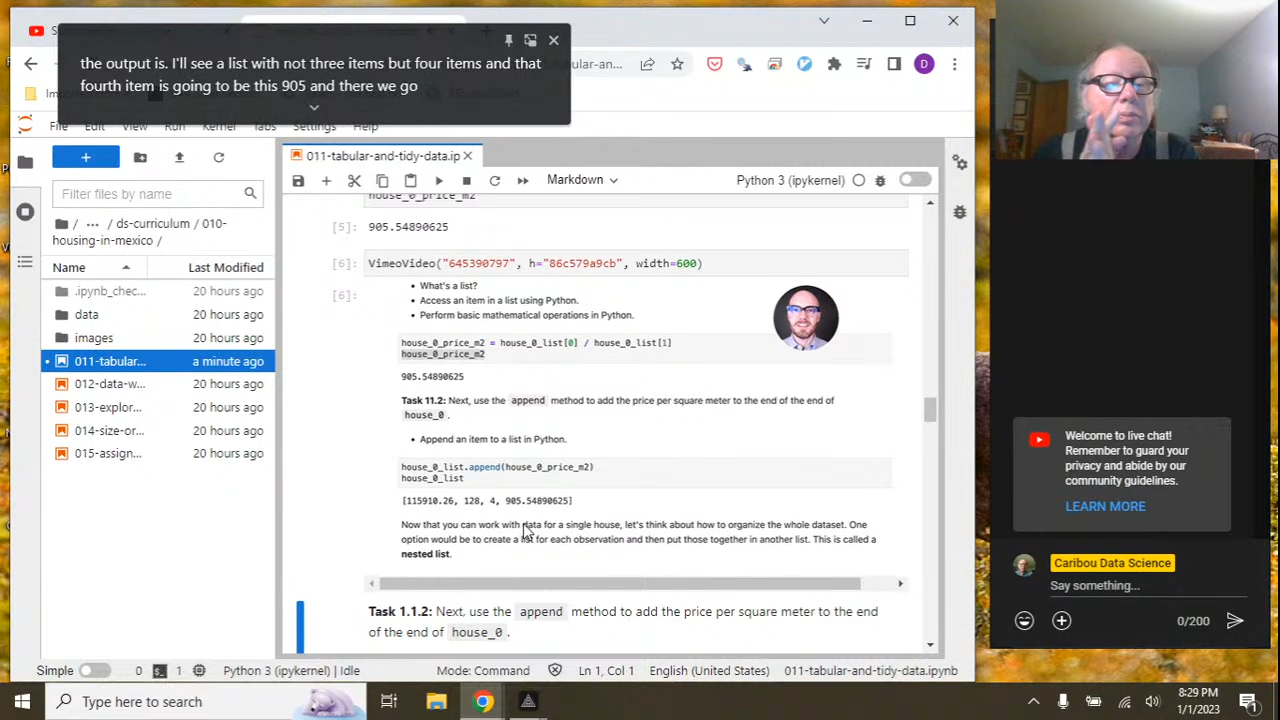 the output is. I'll see a list with not three items but four items and that
fourth item is going to be this 905 and there we go
File Edit View Run Kernel Tabs Settings Help
011-tabular-and-tidy-data.ip
Filter files by name
/ ... / ds-curriculum / 010-
housing-in-mexico /
Name Last Modified
.ipynb_chec... 20 hours ago
data 20 hours ago
images 20 hours ago
011-tabular... a minute ago
012-data-w... 20 hours ago
013-explor... 20 hours ago
014-size-or... 20 hours ago
015-assign... 20 hours ago
Markdown Python 3 (ipykernel)
house_0_price_m2
[5]: 905.54890625
[6]: VimeoVideo("645390797", h="86c579a9cb", width=600)
[6]:
• What's a list?
• Access an item in a list using Python.
• Perform basic mathematical operations in Python.
house_0_price_m2 = house_0_list[0] / house_0_list[1]
house_0_price_m2
905.54890625
Task 11.2: Next, use the append method to add the price per square meter to the end of the end of
house_0 .
• Append an item to a list in Python.
house_0_list.append(house_0_price_m2)
house_0_list
[115910.26, 128, 4, 905.54890625]
Now that you can work with data for a single house, let's think about how to organize the whole dataset. One
option would be to create a list for each observation and then put those together in another list. This is called a
nested list.
Task 1.1.2: Next, use the append method to add the price per square meter to the end
of the end of house_0 .
Simple 0 1 Python 3 (ipykernel) | Idle Mode: Command Ln 1, Col 1 English (United States) 011-tabular-and-tidy-data.ipynb
Welcome to live chat!
Remember to guard your
privacy and abide by our
community guidelines.
LEARN MORE
Caribou Data Science
Say something...
0/200
Type here to search
8:29 PM
1/1/2023